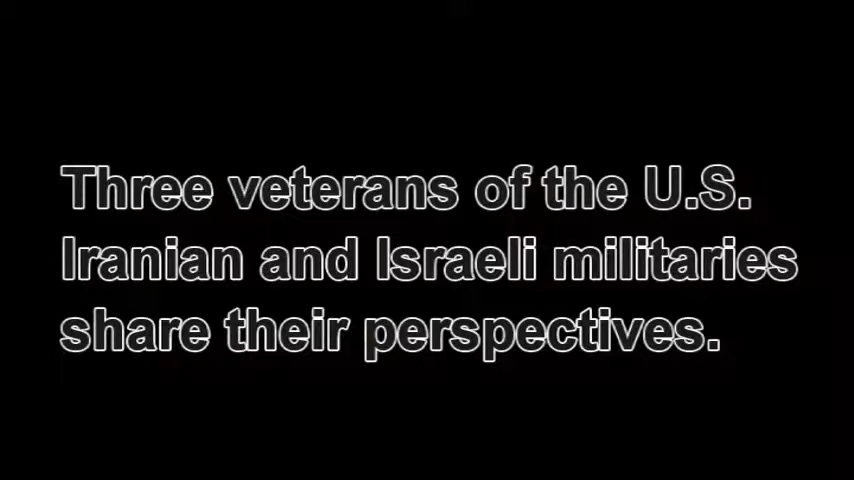 Three veterans of the U.S.
Iranian and Israeli militaries
share their perspectives.